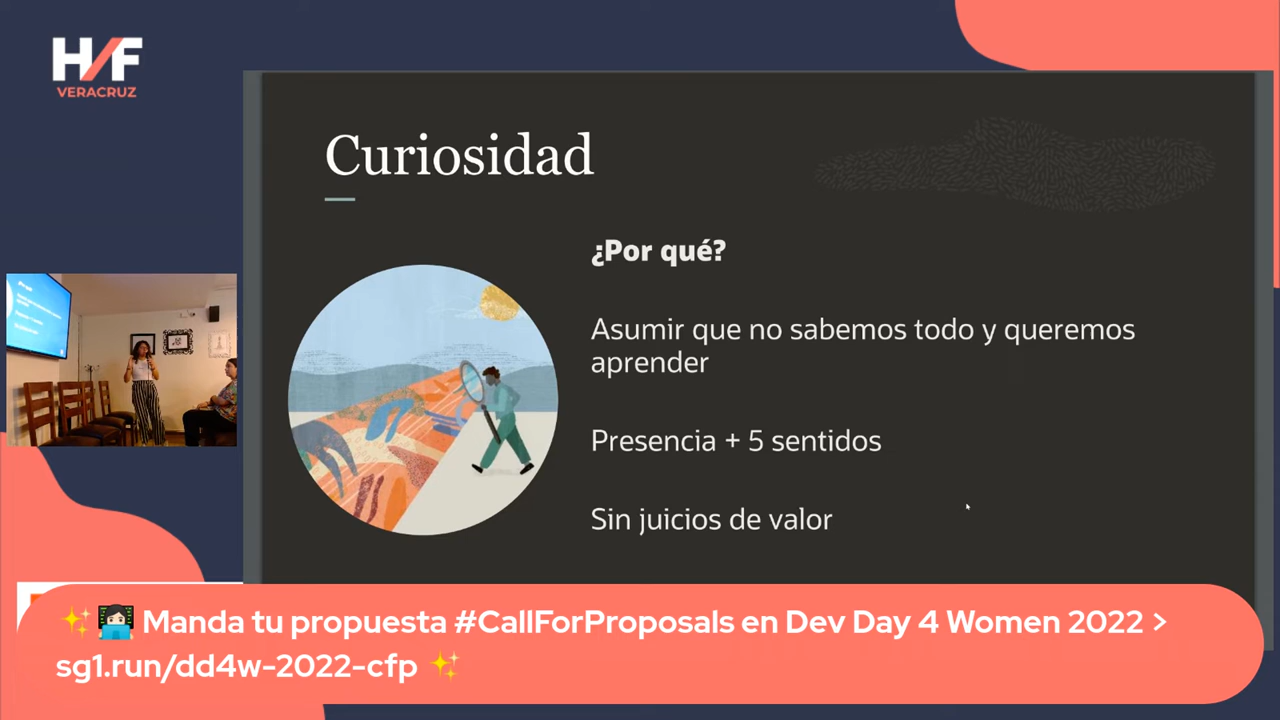 H/F
VERACRUZ
Curiosidad
¿Por qué?
Asumir que no sabemos todo y queremos
aprender
Presencia + 5 sentidos
Sin juicios de valor
✨👩🏻‍💻 Manda tu propuesta #CallForProposals en Dev Day 4 Women 2022 >
sg1.run/dd4w-2022-cfp ✨